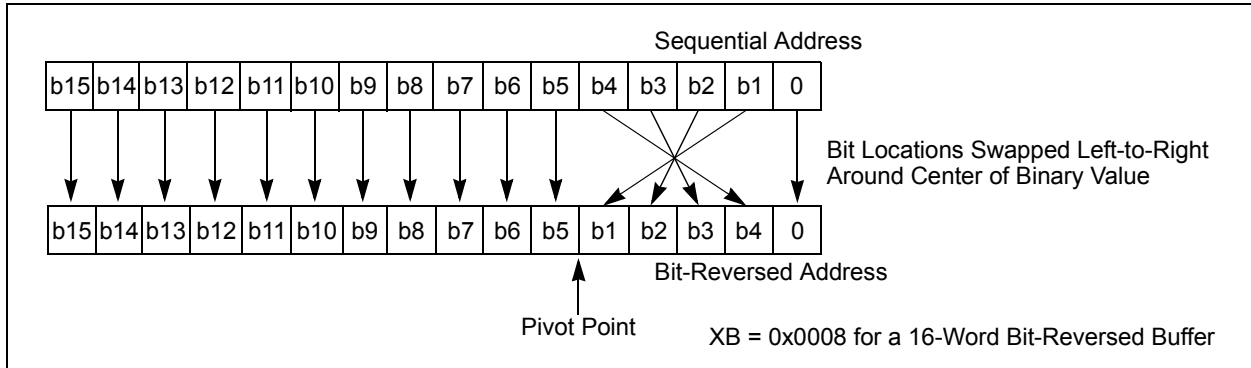 Sequential Address
b15 b14 b13 b12 b11 b10 b9 b8 b7 b6 b5 b4 b3 b2 b1 0
Bit Locations Swapped Left-to-Right
Around Center of Binary Value
b15 b14 b13 b12 b11 b10 b9 b8 b7 b6 b5 b1 b2 b3 b4 0
Bit-Reversed Address
Pivot Point
XB = 0x0008 for a 16-Word Bit-Reversed Buffer